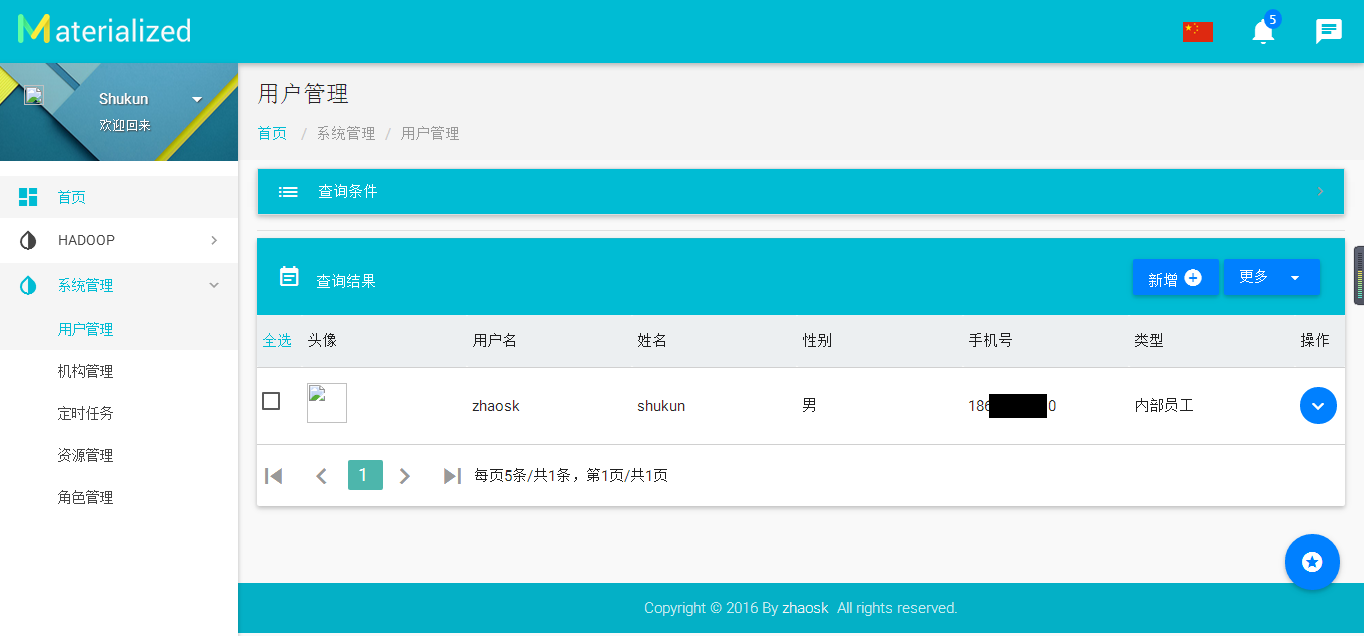 Materialized
5
Shukun
欢迎回来
首页
HADOOP
系统管理
用户管理
机构管理
定时任务
资源管理
角色管理
用户管理
首页 / 系统管理 / 用户管理
查询条件
查询结果
新增
更多
全选 头像 用户名 姓名 性别 手机号 类型 操作
zhaosk shukun 男 186 0 内部员工
1 每页5条/共1条，第1页/共1页
Copyright © 2016 By zhaosk All rights reserved.